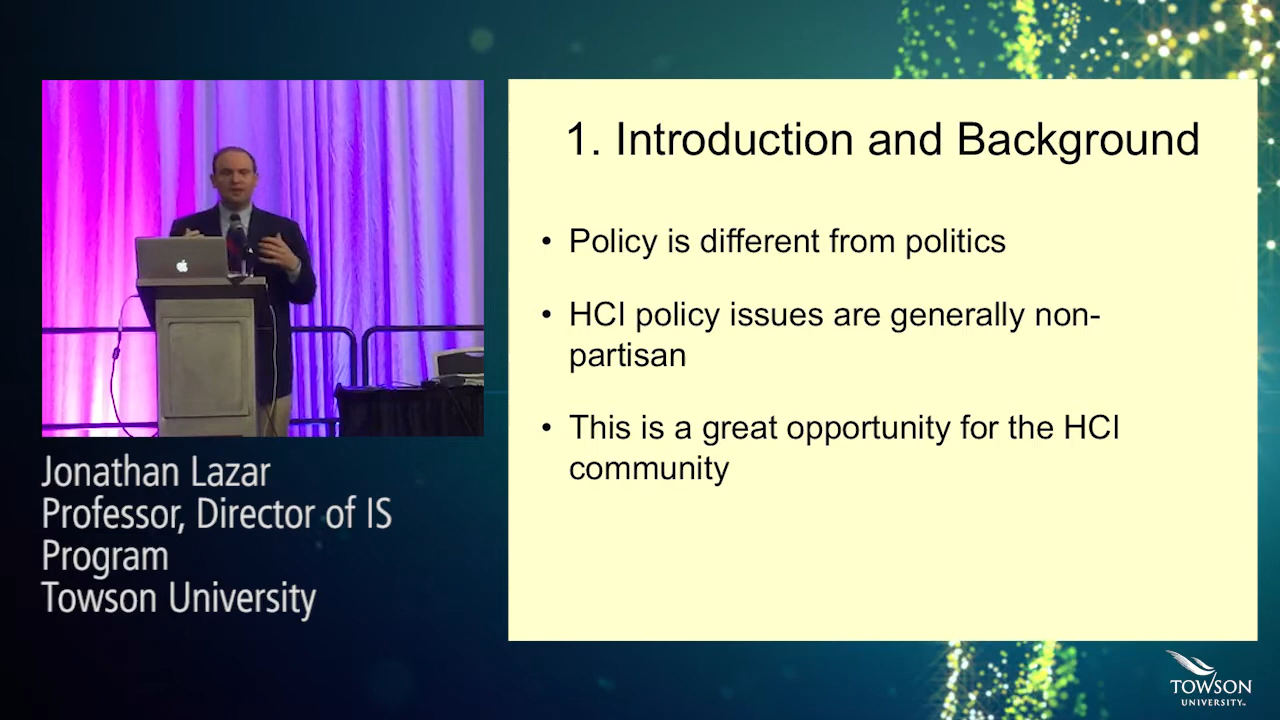 1. Introduction and Background
• Policy is different from politics
• HCI policy issues are generally non-
partisan
• This is a great opportunity for the HCI
community
Jonathan Lazar
Professor, Director of IS
Program
Towson University
TOWSON
UNIVERSITY™